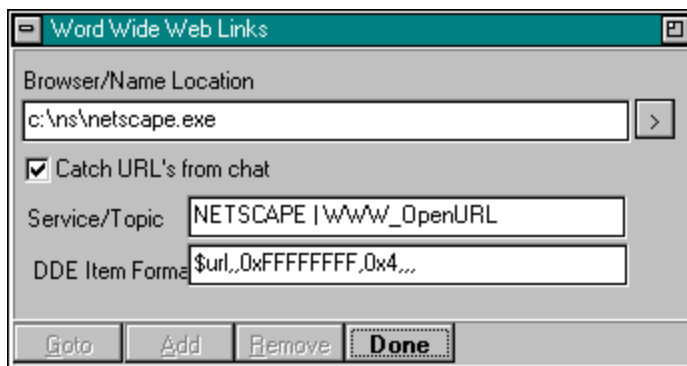 Word Wide Web Links
Browser/Name Location
c:\ns\netscape.exe
>
Catch URL's from chat
Service/Topic NETSCAPE | WWW_OpenURL
DDE Item Forma $url,,0xFFFFFFFF,0x4,,,
Goto Add Remove Done